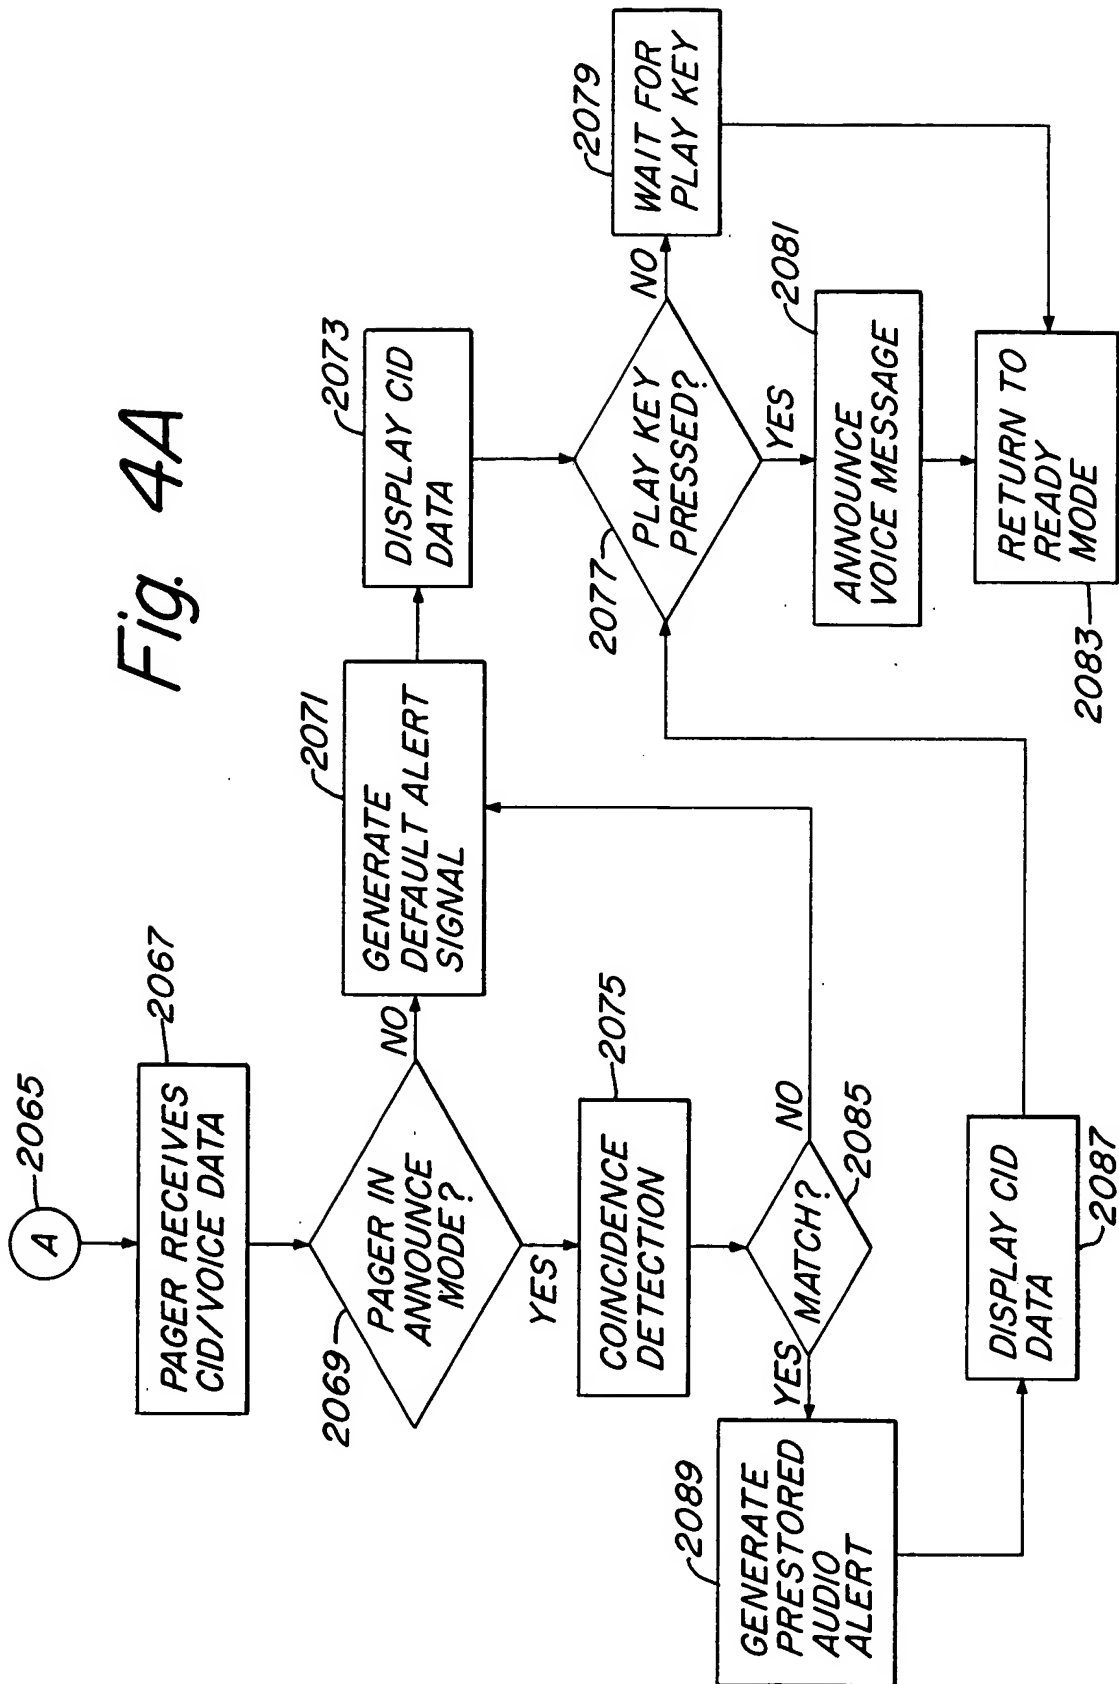 Fig. 4A
A
2065
PAGER RECEIVES
CID/VOICE DATA
2067
PAGER IN
ANNOUNCE
MODE?
2069
NO
YES
GENERATE
DEFAULT ALERT
SIGNAL
2071
DISPLAY CID
DATA
2073
COINCIDENCE
DETECTION
2075
MATCH?
2085
NO
YES
GENERATE
PRESTORED
AUDIO
ALERT
2089
DISPLAY CID
DATA
2087
PLAY KEY
PRESSED?
2077
NO
YES
WAIT FOR
PLAY KEY
2079
ANNOUNCE
VOICE MESSAGE
2081
RETURN TO
READY
MODE
2083